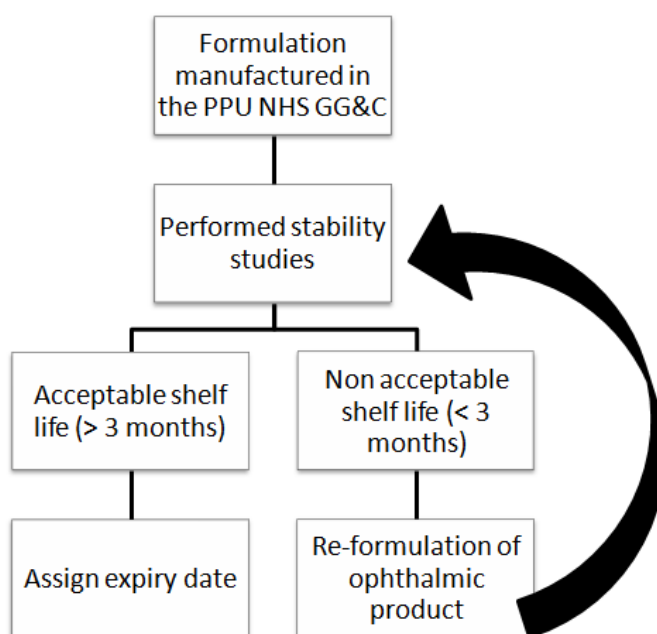 Formulation
manufactured in
the PPU NHS GG&C
Performed stability
studies
Acceptable shelf
life (> 3 months)
Non acceptable
shelf life (< 3
months)
Assign expiry date
Re-formulation of
ophthalmic
product